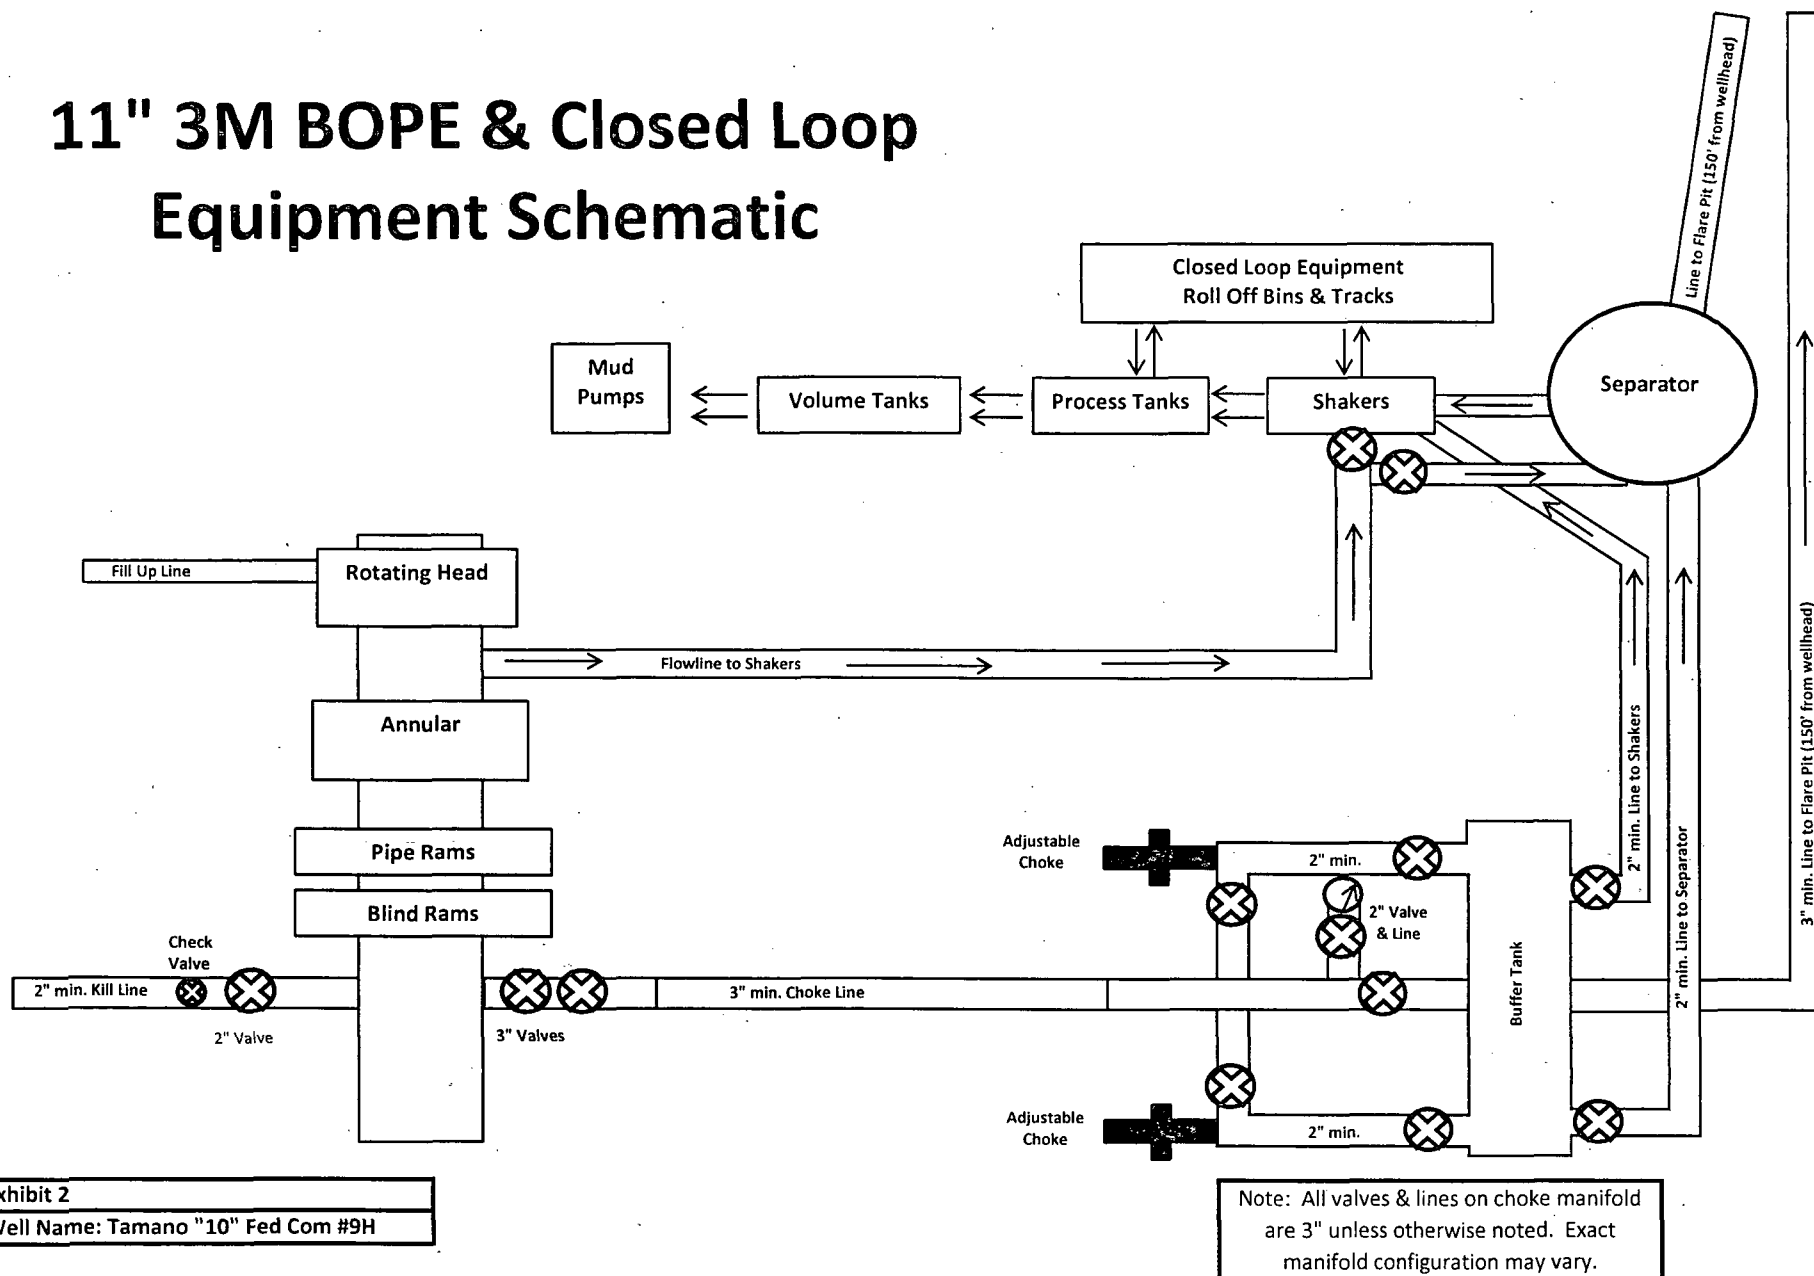 11" 3M BOPE & Closed Loop
Equipment Schematic
Line to Flare Pit (150' from wellhead)
Closed Loop Equipment
Roll Off Bins & Tracks
Mud
Pumps
Volume Tanks
Process Tanks
Shakers
Separator
Fill Up Line
Rotating Head
Flowline to Shakers
Annular
Pipe Rams
Blind Rams
Check
Valve
2" min. Kill Line
2" Valve
3" Valves
3" min. Choke Line
Adjustable
Choke
2" min.
2" Valve
& Line
Adjustable
Choke
2" min.
Buffer Tank
2" min. Line to Shakers
2" min. Line to Separator
3" min. Line to Flare Pit (150' from wellhead)
xhibit 2
Vell Name: Tamano "10" Fed Com #9H
Note: All valves & lines on choke manifold
are 3" unless otherwise noted. Exact
manifold configuration may vary.